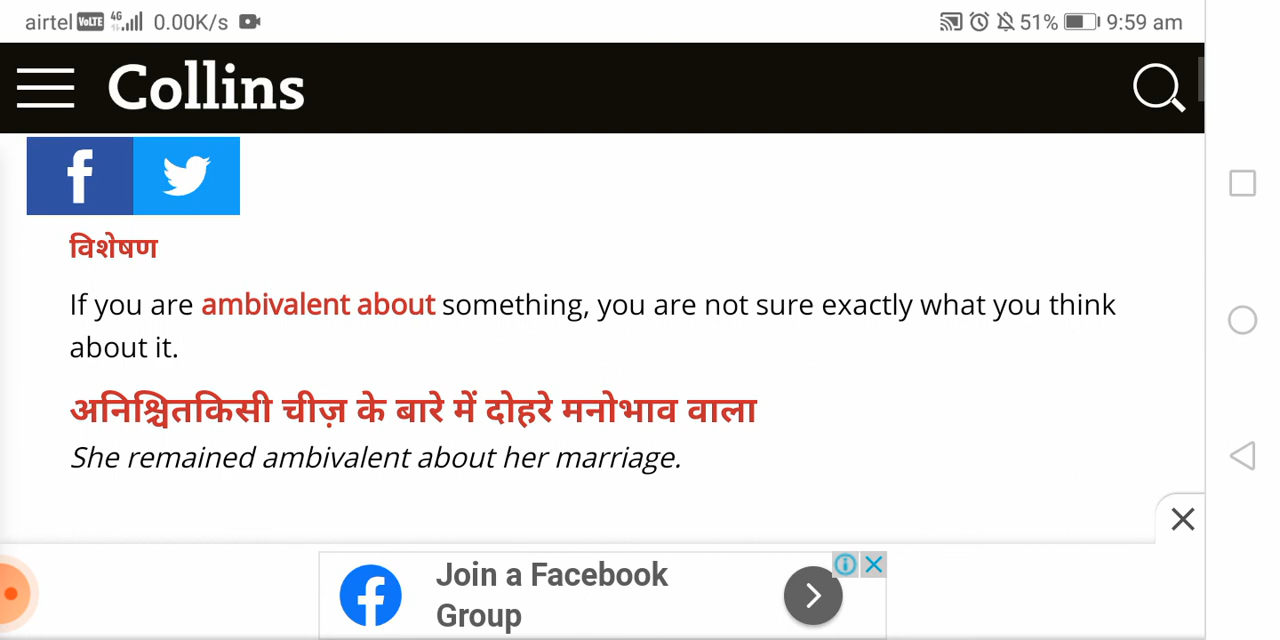 airtel VoLTE 4G 0.00K/s 51% 9:59 am
Collins
विशेषण
If you are ambivalent about something, you are not sure exactly what you think
about it.
अनिश्चितकिसी चीज़ के बारे में दोहरे मनोभाव वाला
She remained ambivalent about her marriage.
Join a Facebook
Group